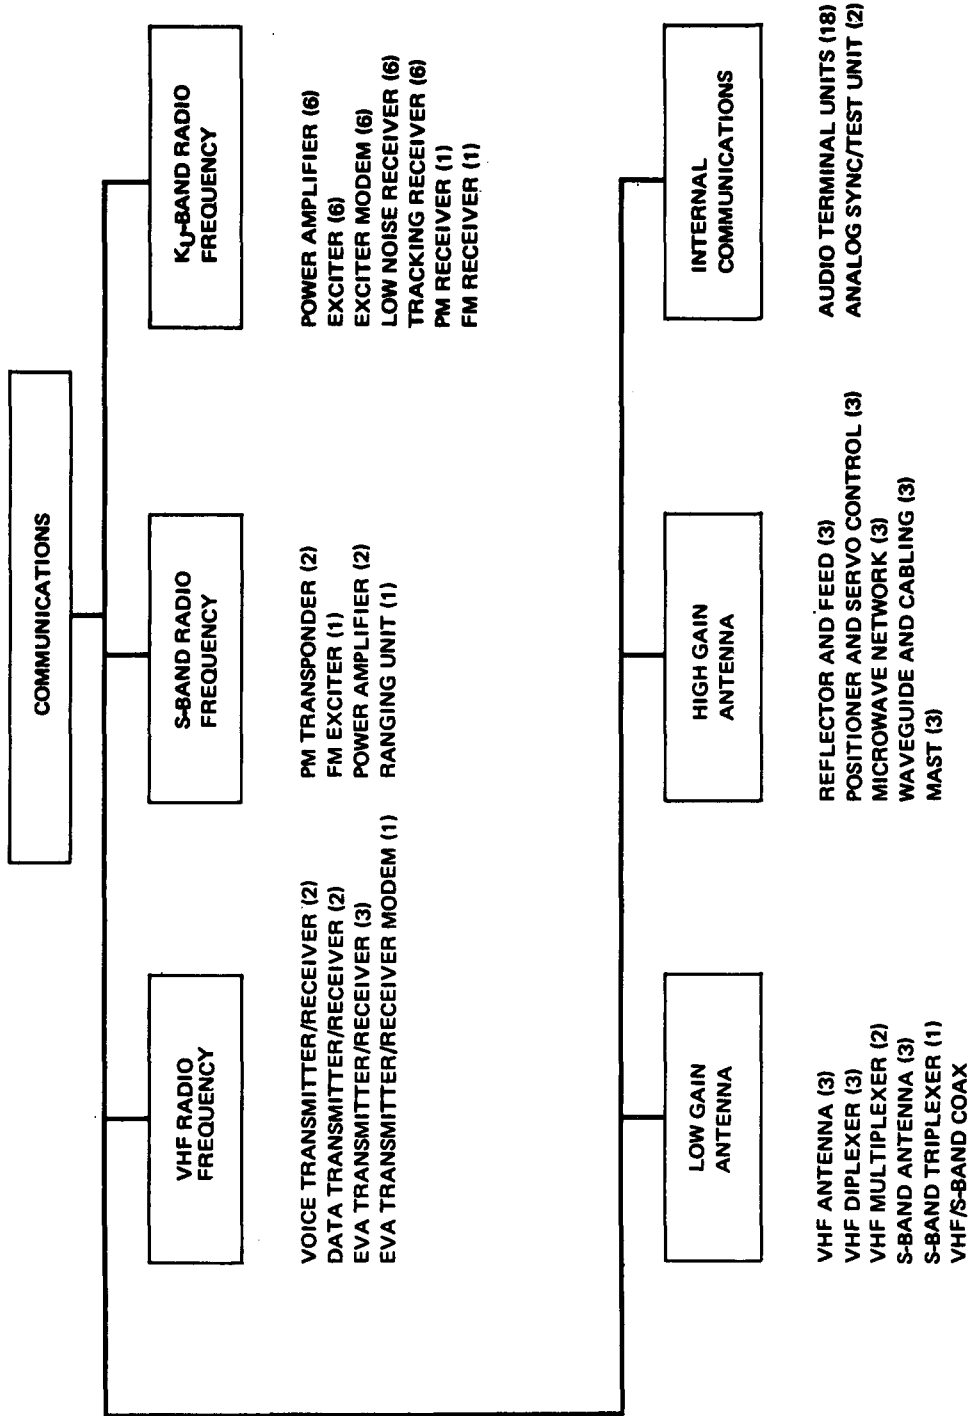 COMMUNICATIONS
VHF RADIO
FREQUENCY
VOICE TRANSMITTER/RECEIVER (2)
DATA TRANSMITTER/RECEIVER (2)
EVA TRANSMITTER/RECEIVER (3)
EVA TRANSMITTER/RECEIVER MODEM (1)
S-BAND RADIO
FREQUENCY
PM TRANSPONDER (2)
FM EXCITER (1)
POWER AMPLIFIER (2)
RANGING UNIT (1)
KU-BAND RADIO
FREQUENCY
POWER AMPLIFIER (6)
EXCITER (6)
EXCITER MODEM (6)
LOW NOISE RECEIVER (6)
TRACKING RECEIVER (6)
PM RECEIVER (1)
FM RECEIVER (1)
LOW GAIN
ANTENNA
VHF ANTENNA (3)
VHF DIPLEXER (3)
VHF MULTIPLEXER (2)
S-BAND ANTENNA (3)
S-BAND TRIPLEXER (1)
VHF/S-BAND COAX
HIGH GAIN
ANTENNA
REFLECTOR AND FEED (3)
POSITIONER AND SERVO CONTROL (3)
MICROWAVE NETWORK (3)
WAVEGUIDE AND CABLING (3)
MAST (3)
INTERNAL
COMMUNICATIONS
AUDIO TERMINAL UNITS (18)
ANALOG SYNC/TEST UNIT (2)